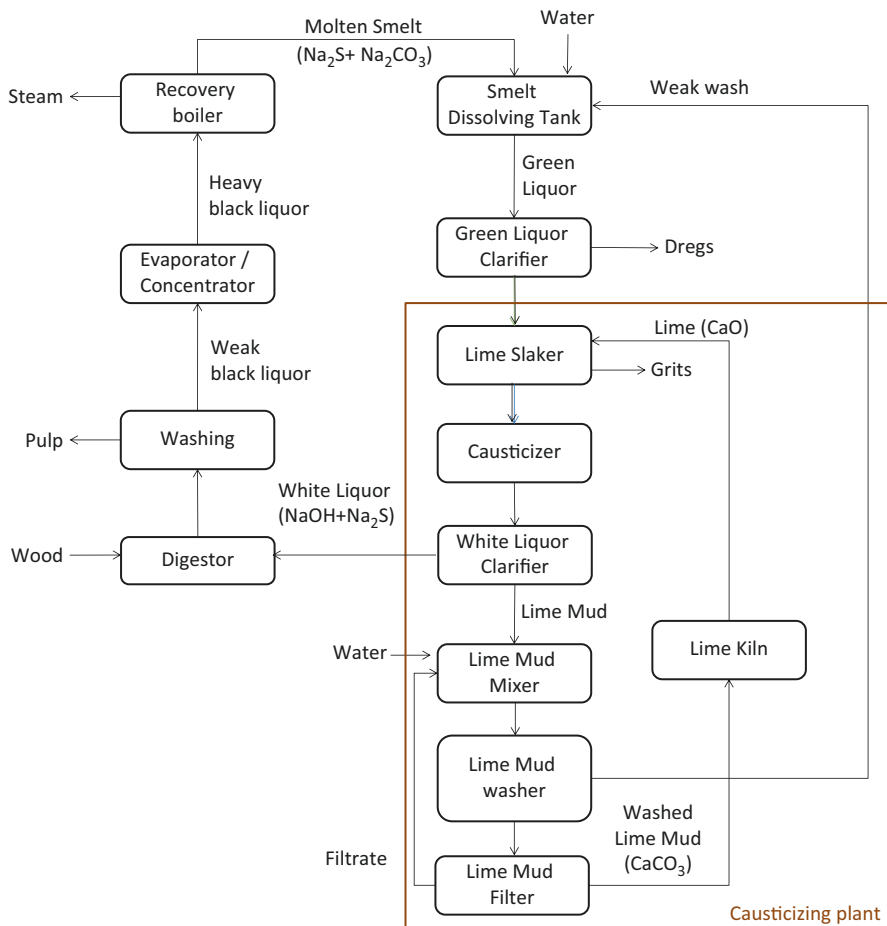 Molten Smelt
(Na₂S+ Na₂CO₃)
Water
Steam
Recovery
boiler
Smelt
Dissolving Tank
Weak wash
Heavy
black liquor
Green
Liquor
Evaporator /
Concentrator
Green Liquor
Clarifier
Dregs
Weak
black liquor
Lime Slaker
Lime (CaO)
Grits
Pulp
Washing
Causticizer
White Liquor
(NaOH+Na₂S)
Wood
Digestor
White Liquor
Clarifier
Lime Mud
Water
Lime Mud
Mixer
Lime Kiln
Lime Mud
washer
Washed
Lime Mud
(CaCO₃)
Filtrate
Lime Mud
Filter
Causticizing plant